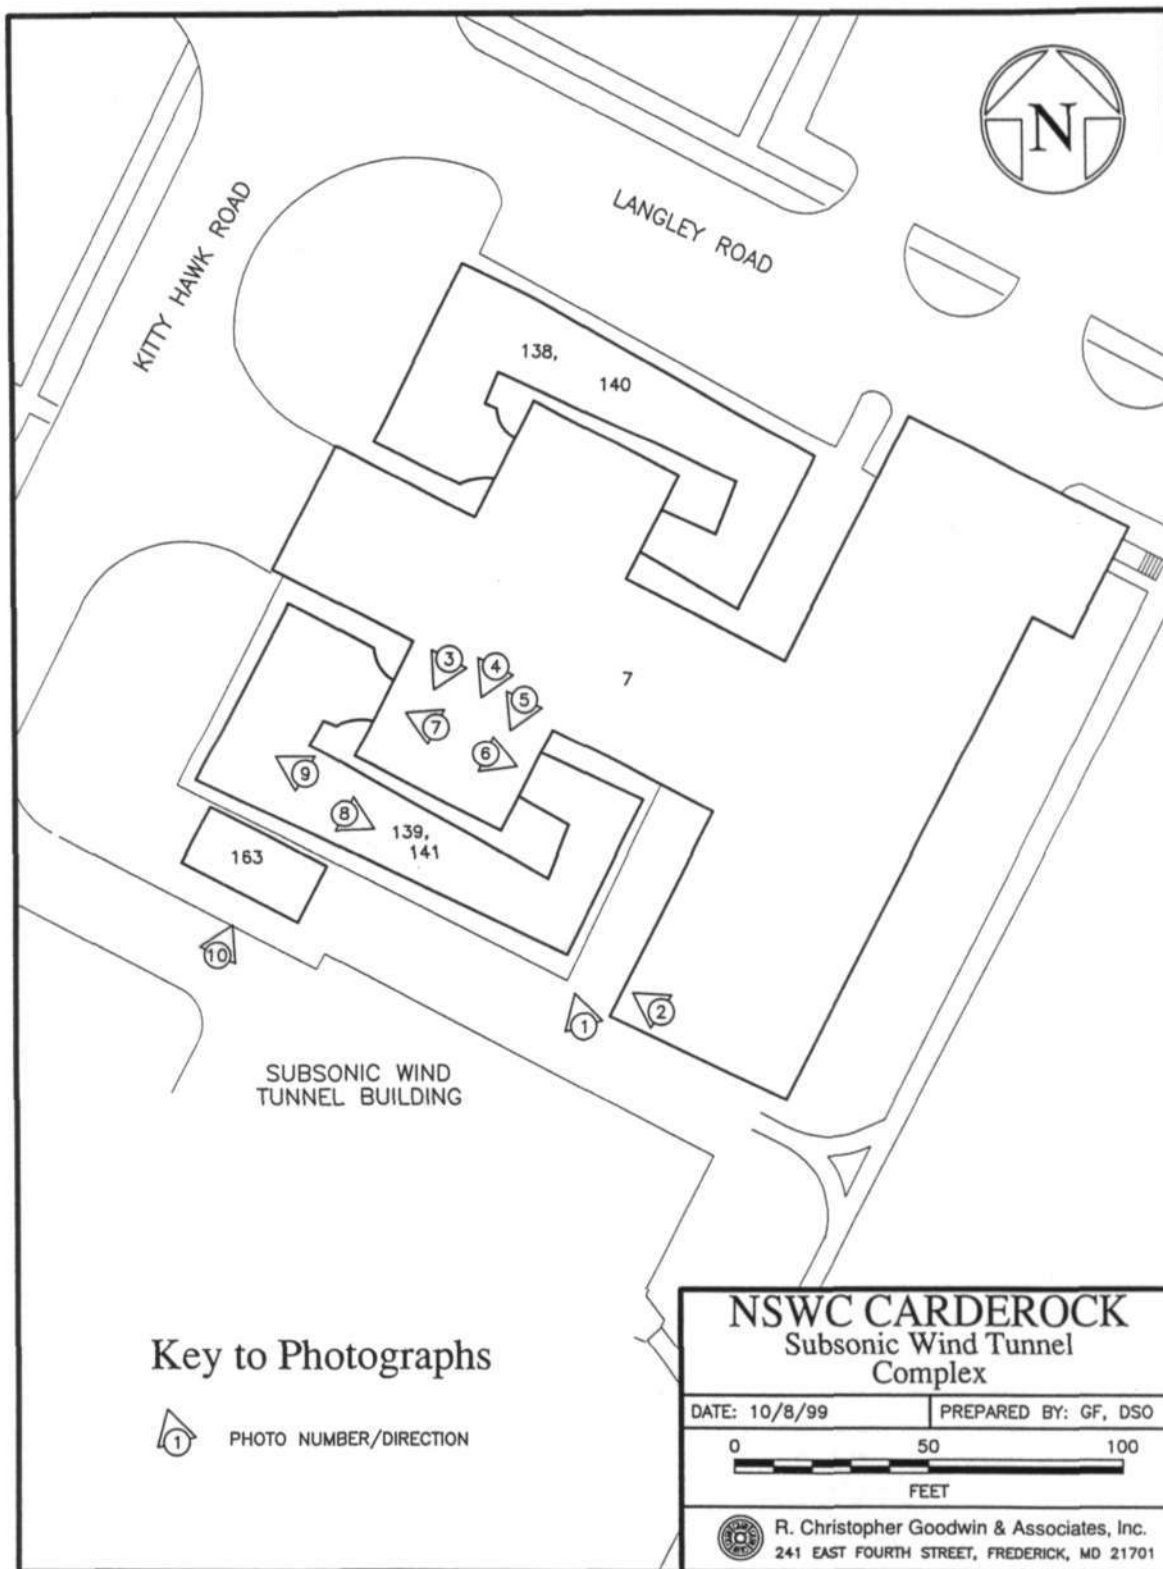 N
LANGLEY ROAD
KITTY HAWK ROAD
138,
140
7
3
4
5
7
6
9
8
139,
141
163
10
1
2
SUBSONIC WIND
TUNNEL BUILDING
Key to Photographs
1 PHOTO NUMBER/DIRECTION
NSWC CARDEROCK
Subsonic Wind Tunnel
Complex
DATE: 10/8/99 PREPARED BY: GF, DSO
0 50 100
FEET
R. Christopher Goodwin & Associates, Inc.
241 EAST FOURTH STREET, FREDERICK, MD 21701